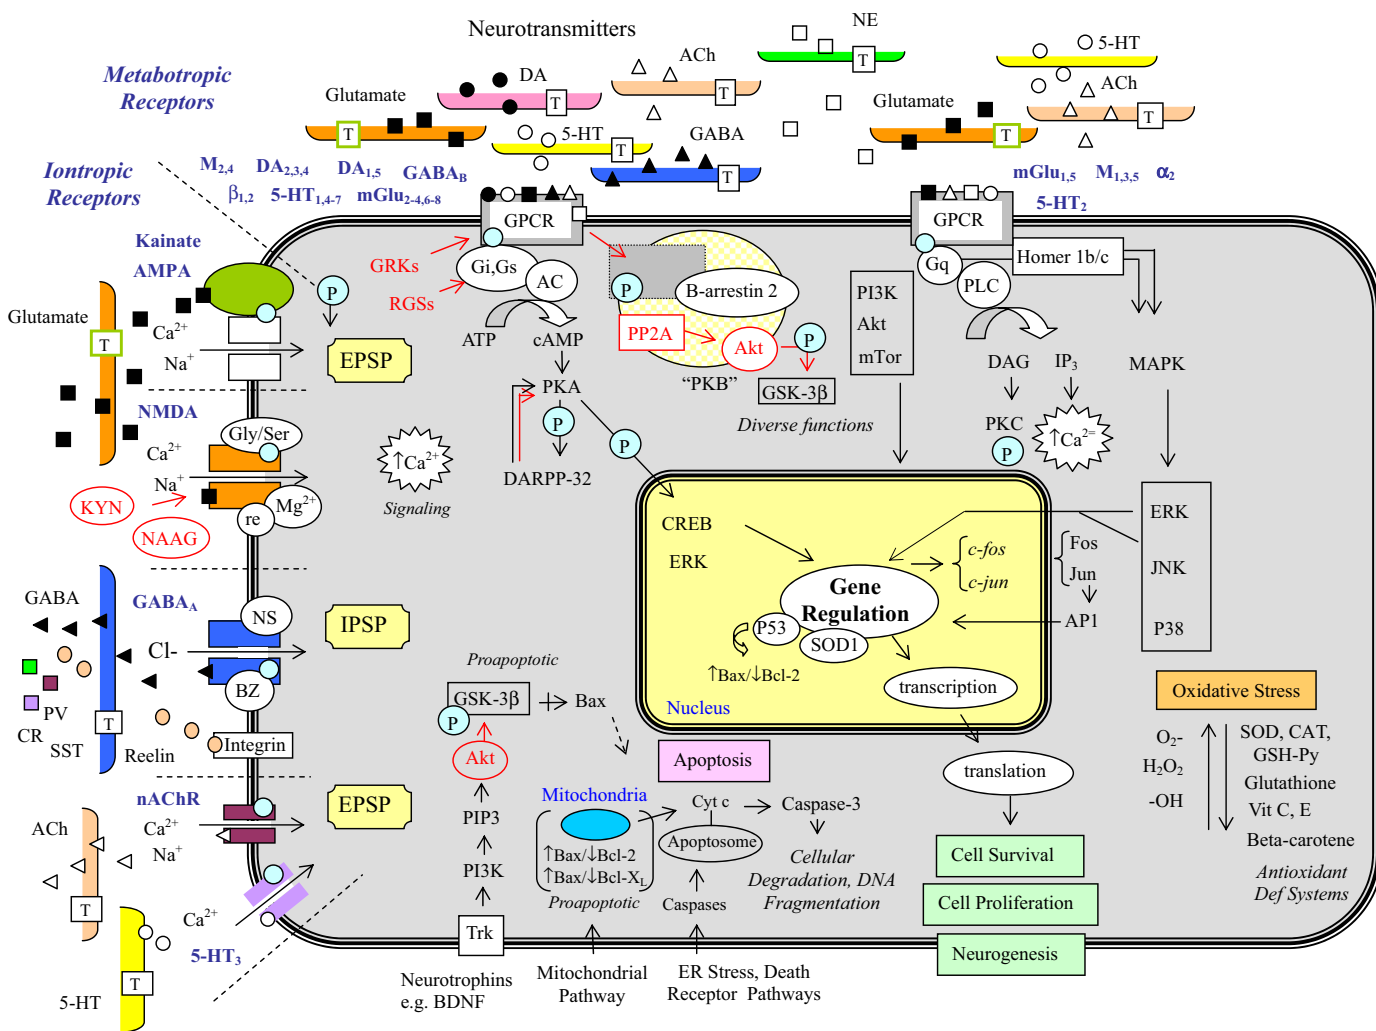 Neurotransmitters
NE
5-HT
T
DA
T
ACh
T
ACh
T
Glutamate
T
5-HT
T
GABA
T
Glutamate
T
Metabotropic
Receptors
Iontropic
Receptors
M2,4
DA2,3,4
DA1,5
GABAB
β1,2
5-HT1,4-7
mGlu2-4,6-8
mGlu1,5
M1,3,5
α2
5-HT2
GPCR
P
Gi,Gs
AC
GRKs
RGSs
ATP
cAMP
PKA
P
DARPP-32
P
P
B-arrestin 2
PP2A
Akt
P
“PKB”
GSK-3β
Diverse functions
PI3K
Akt
mTor
GPCR
Gq
PLC
Homer 1b/c
DAG
IP3
MAPK
PKC
P
↑Ca2=
Kainate
AMPA
P
Glutamate
T
Ca2+
Na+
EPSP
NMDA
Gly/Ser
Ca2+
Na+
Mg2+
re
KYN
NAAG
↑Ca2+
Signaling
GABA
GABAA
NS
Cl-
BZ
IPSP
PV
CR
SST
T
Reelin
Integrin
nAChR
Ca2+
Na+
EPSP
ACh
T
Ca2+
5-HT3
T
5-HT
CREB
ERK
Gene
Regulation
c-fos
c-jun
P53
SOD1
↑Bax/↓Bcl-2
transcription
Nucleus
Fos
Jun
AP1
ERK
JNK
P38
Proapoptotic
GSK-3β
P
Bax
Akt
PIP3
PI3K
Trk
Neurotrophins
e.g. BDNF
Apoptosis
Mitochondria
↑Bax/↓Bcl-2
↑Bax/↓Bcl-XL
Proapoptotic
Mitochondrial
Pathway
Cyt c
Apoptosome
Caspases
ER Stress, Death
Receptor Pathways
Caspase-3
Cellular
Degradation, DNA
Fragmentation
translation
Cell Survival
Cell Proliferation
Neurogenesis
Oxidative Stress
O2-
H2O2
-OH
SOD, CAT,
GSH-Py
Glutathione
Vit C, E
Beta-carotene
Antioxidant
Def Systems